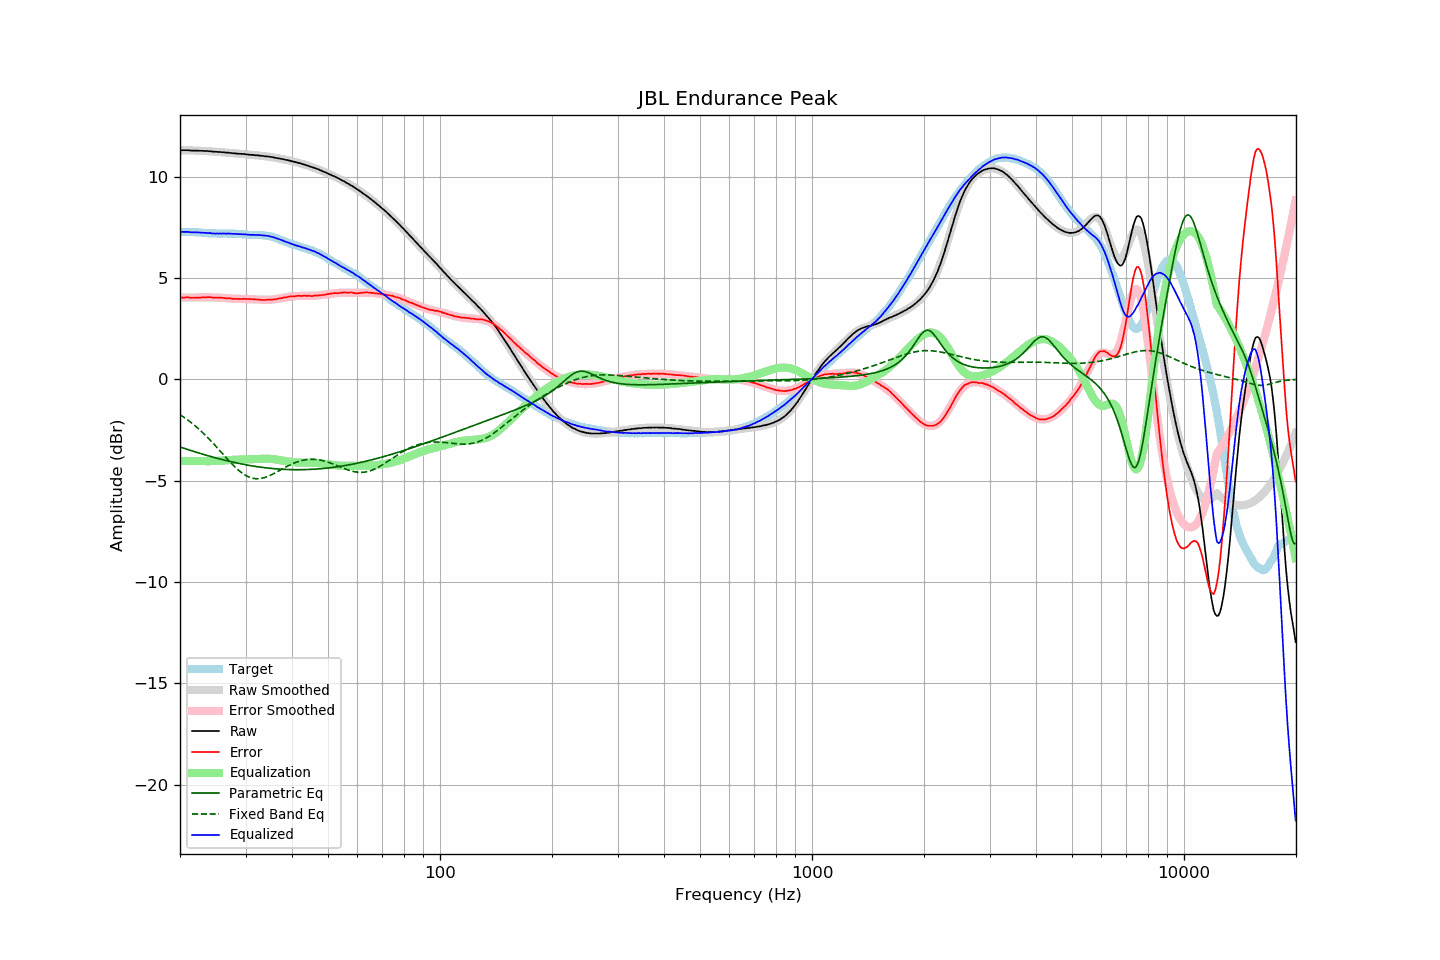 JBL Endurance Peak
Amplitude (dBr)
10
5
0
−5
−10
−15
−20
Target
Raw Smoothed
Error Smoothed
Raw
Error
Equalization
Parametric Eq
Fixed Band Eq
Equalized
100
1000
10000
Frequency (Hz)